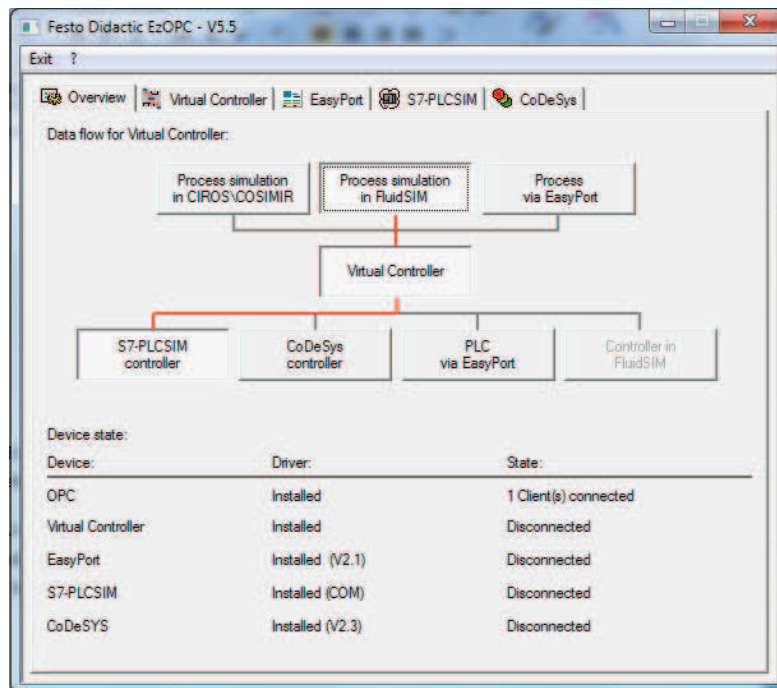 Festo Didactic EzOPC - V5.5
Exit ?
Overview Virtual Controller EasyPort S7-PLCSIM CoDeSys
Data flow for Virtual Controller:
Process simulation
in CIROS\COSIMIR
Process simulation
in FluidSIM
Process
via EasyPort
Virtual Controller
S7-PLCSIM
controller
CoDeSys
controller
PLC
via EasyPort
Controller in
FluidSIM
Device state:
Device: Driver: State:
OPC Installed 1 Client(s) connected
Virtual Controller Installed Disconnected
EasyPort Installed (V2.1) Disconnected
S7-PLCSIM Installed (COM) Disconnected
CoDeSYS Installed (V2.3) Disconnected